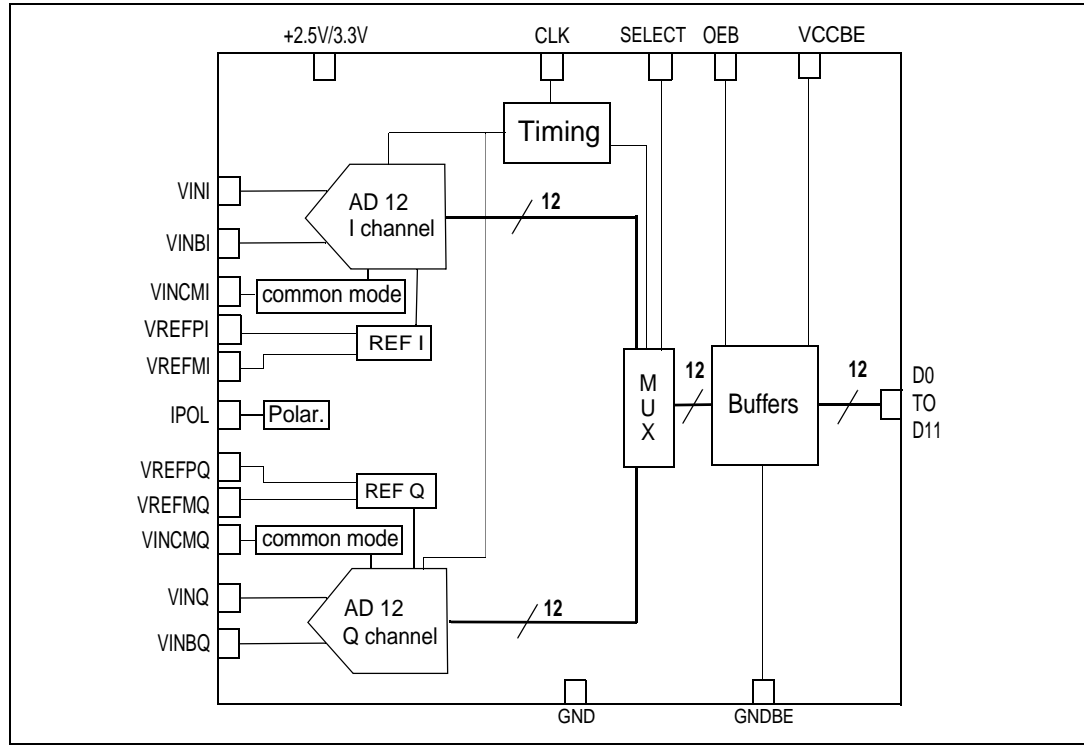 +2.5V/3.3V
CLK
SELECT
OEB
VCCBE
Timing
VINI
AD 12
I channel
12
VINBI
VINCMI
common mode
VREFPI
REF I
VREFMI
MUX
12
Buffers
12
D0
TO
D11
IPOL
Polar.
VREFPQ
REF Q
VREFMQ
VINCMQ
common mode
VINQ
AD 12
Q channel
12
VINBQ
GND
GNDBE